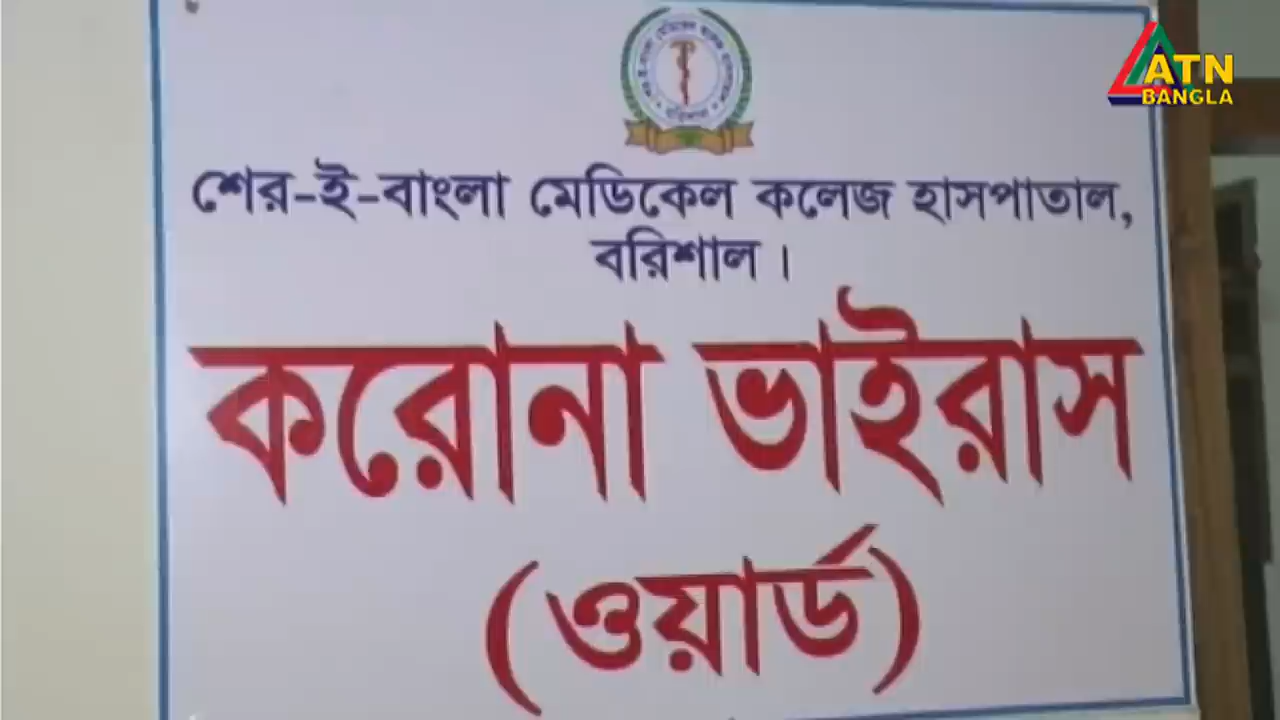 ATN
BANGLA
শের-ই-বাংলা মেডিকেল কলেজ হাসপাতাল,
বরিশাল।
করোনা ভাইরাস
(ওয়ার্ড)